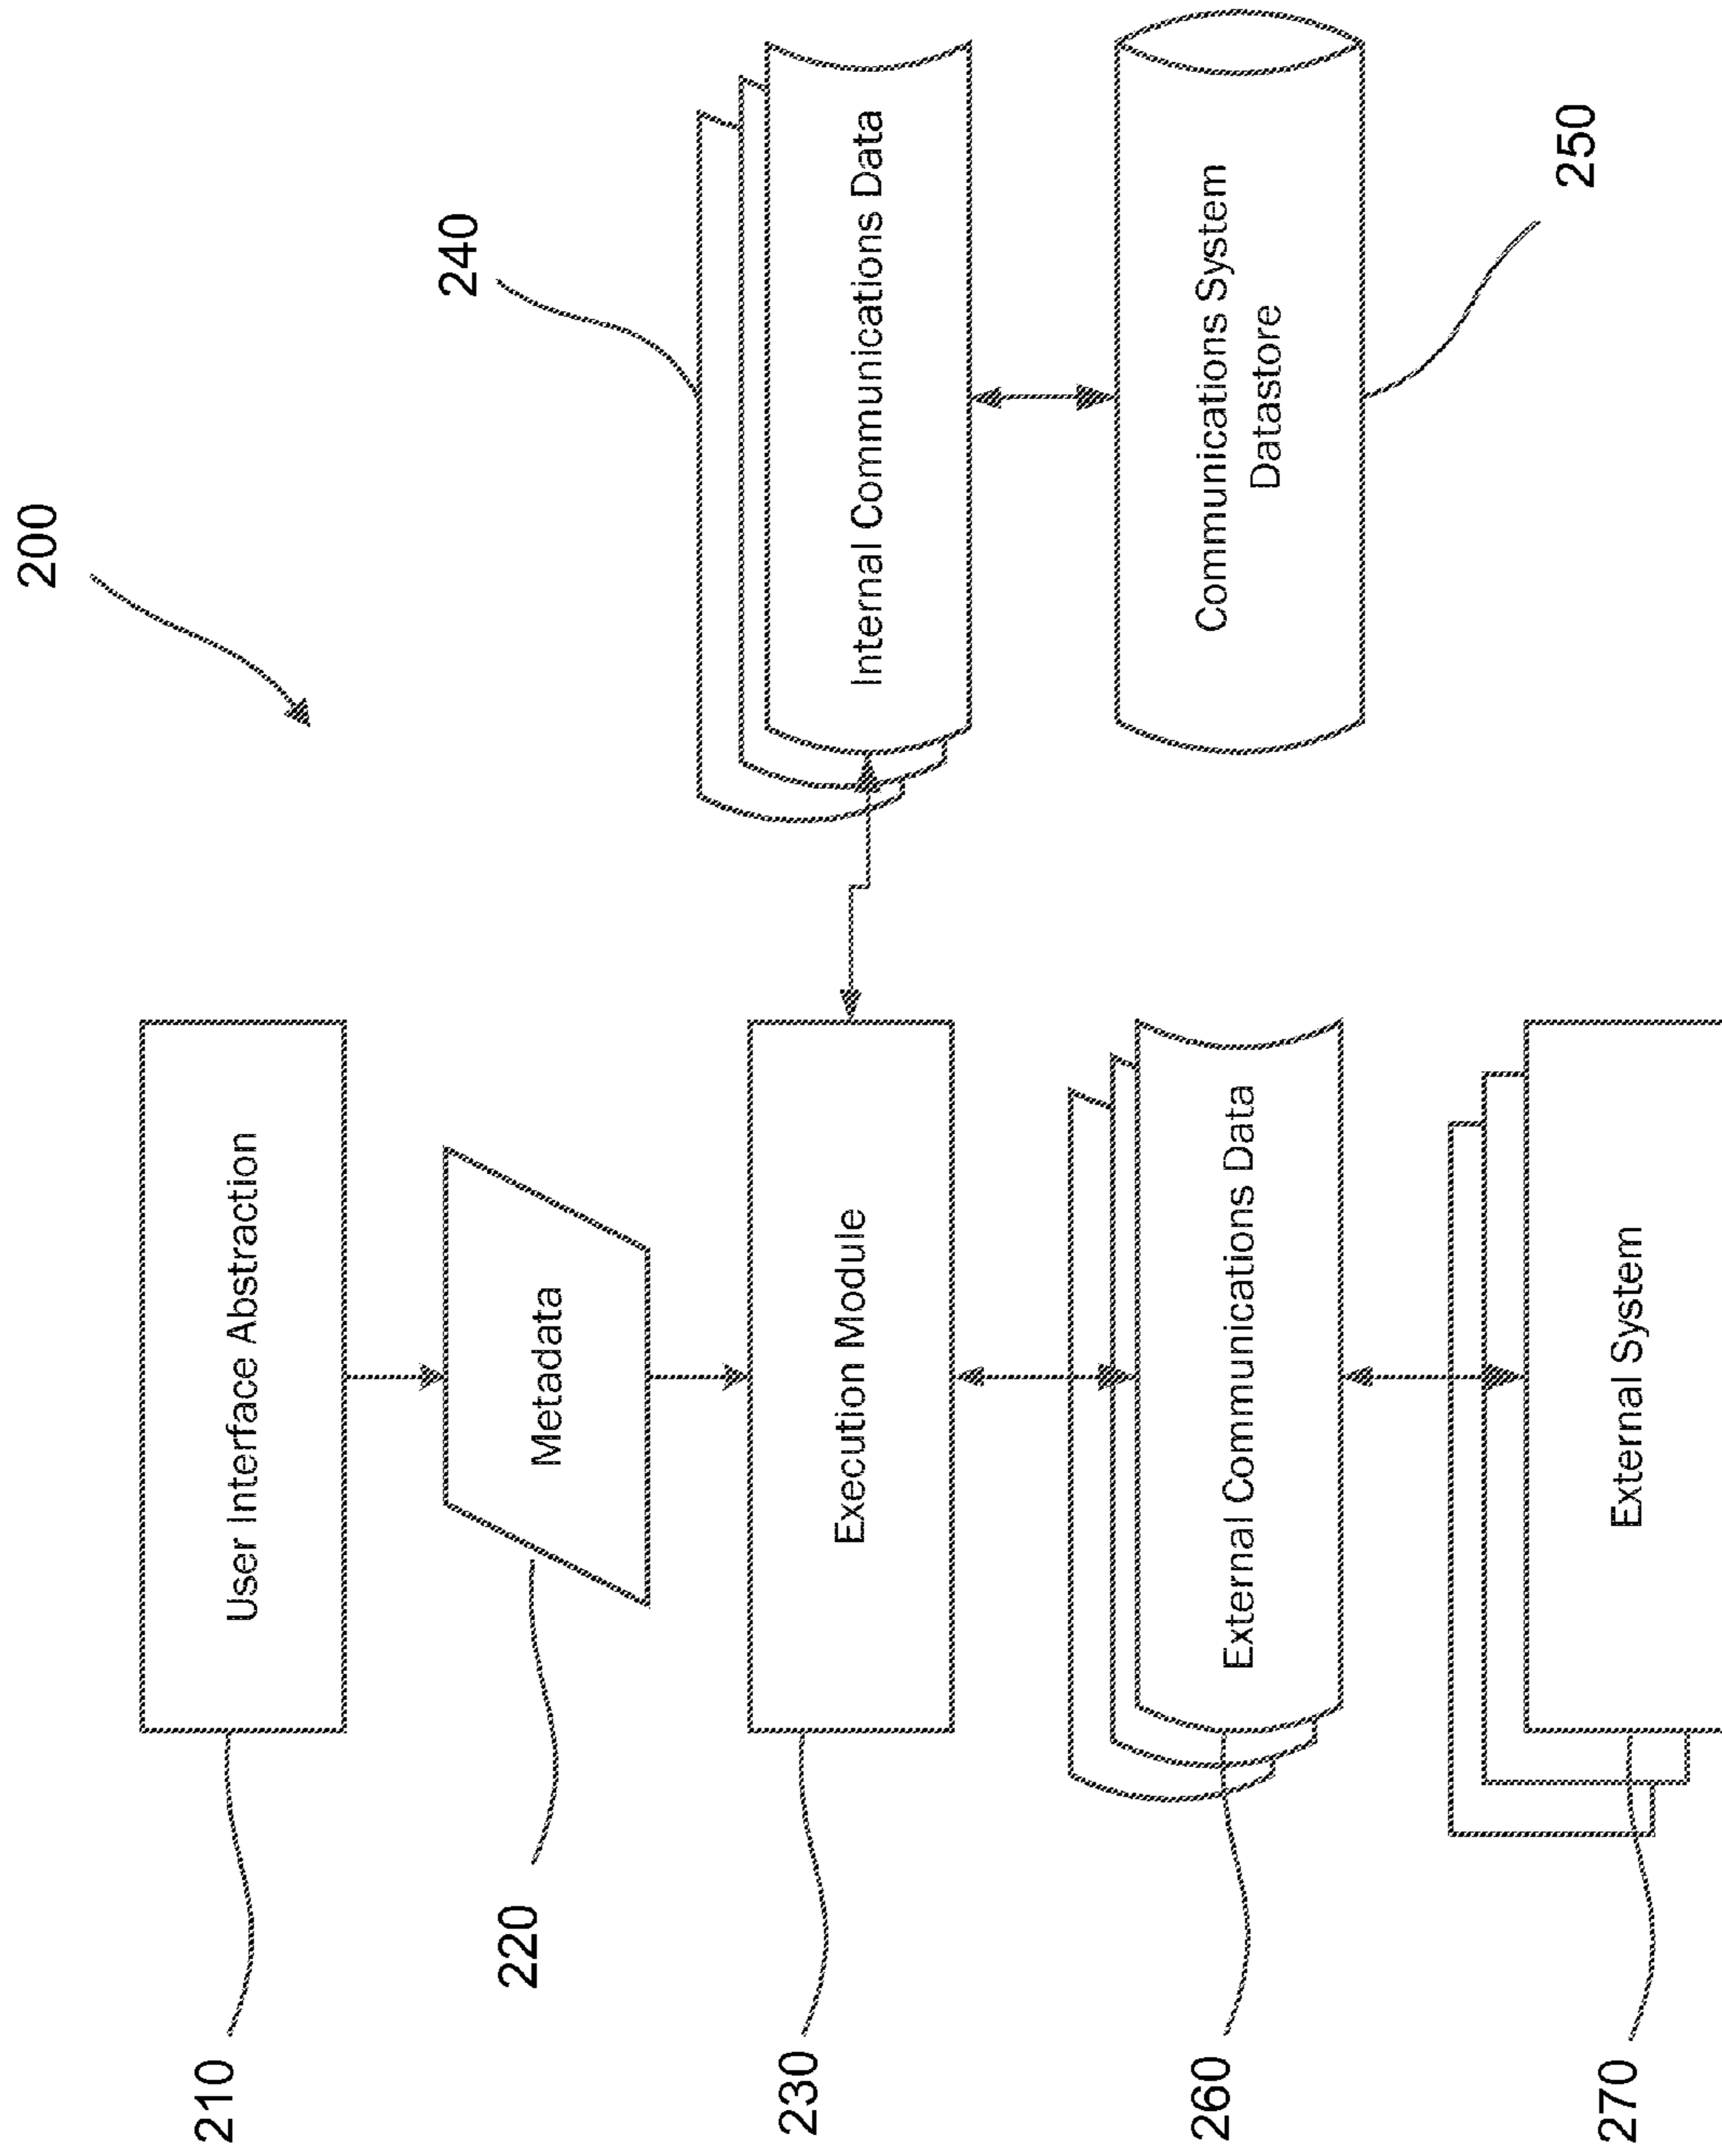 200
210
User Interface Abstraction
220
Metadata
230
Execution Module
240
Internal Communications Data
250
Communications System
Datastore
260
External Communications Data
270
External System